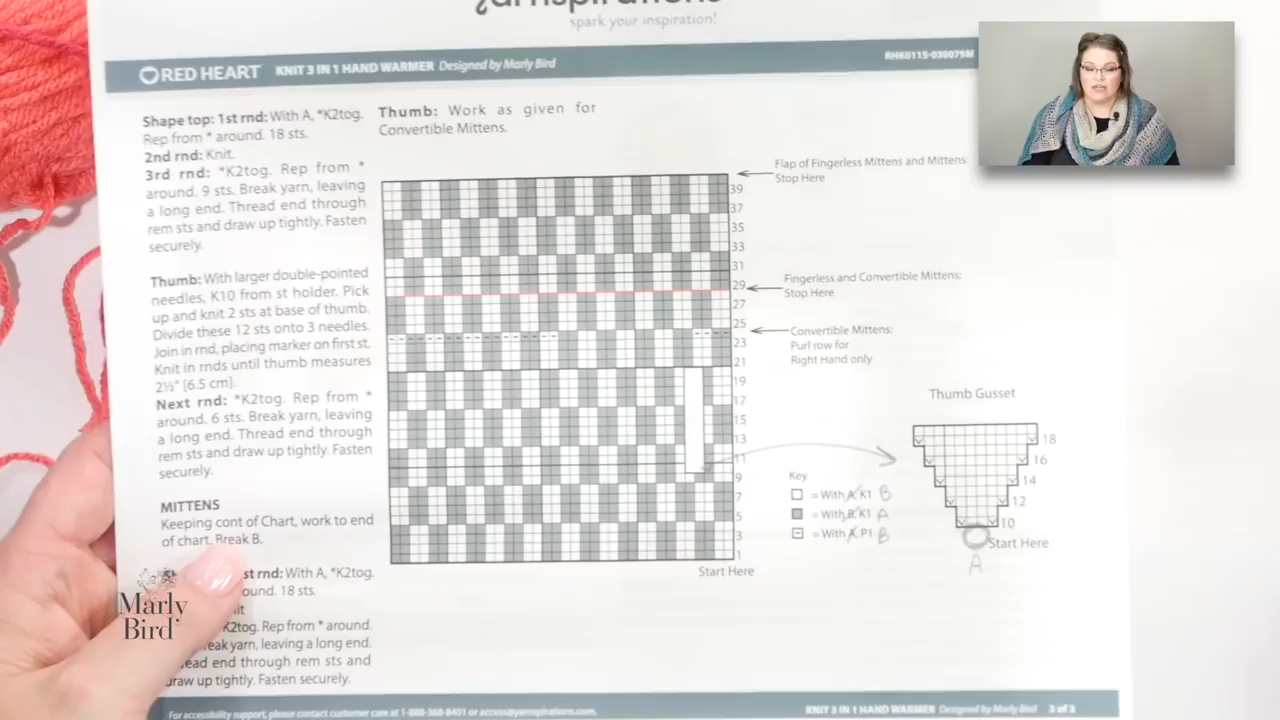 yarnspirations
spark your inspiration!
RED HEART KNIT 3 IN 1 HAND WARMER Designed by Marly Bird
RHK0115-030079M
Shape top: 1st rnd: With A, *K2tog.
Rep from * around. 18 sts.
2nd rnd: Knit.
3rd rnd: *K2tog. Rep from *
around. 9 sts. Break yarn, leaving
a long end. Thread end through
rem sts and draw up tightly. Fasten
securely.
Thumb: With larger double-pointed
needles, K10 from st holder. Pick
up and knit 2 sts at base of thumb.
Divide these 12 sts onto 3 needles.
Join in rnd, placing marker on first st.
Knit in rnds until thumb measures
2½" [6.5 cm].
Next rnd: *K2tog. Rep from *
around. 6 sts. Break yarn, leaving
a long end. Thread end through
rem sts and draw up tightly. Fasten
securely.
MITTENS
Keeping cont of Chart, work to end
of chart. Break B.
st rnd: With A, *K2tog.
ound. 18 sts.
nit
K2tog. Rep from * around.
reak yarn, leaving a long end.
read end through rem sts and
draw up tightly. Fasten securely.
Thumb: Work as given for
Convertible Mittens.
Flap of Fingerless Mittens and Mittens:
Stop Here
39
37
35
33
31
29
27
25
23
21
19
17
15
13
11
9
7
5
3
1
Start Here
Fingerless and Convertible Mittens:
Stop Here
Convertible Mittens:
Purl row for
Right Hand only
Key
= With A K1 B
= With B K1 A
= With A P1 B
Thumb Gusset
18
16
14
12
10
Start Here
A
Marly
Bird
For accessibility support, please contact customer care at 1-888-368-8401 or access@yarnspirations.com.
KNIT 3 IN 1 HAND WARMER Designed by Marly Bird 3 of 3